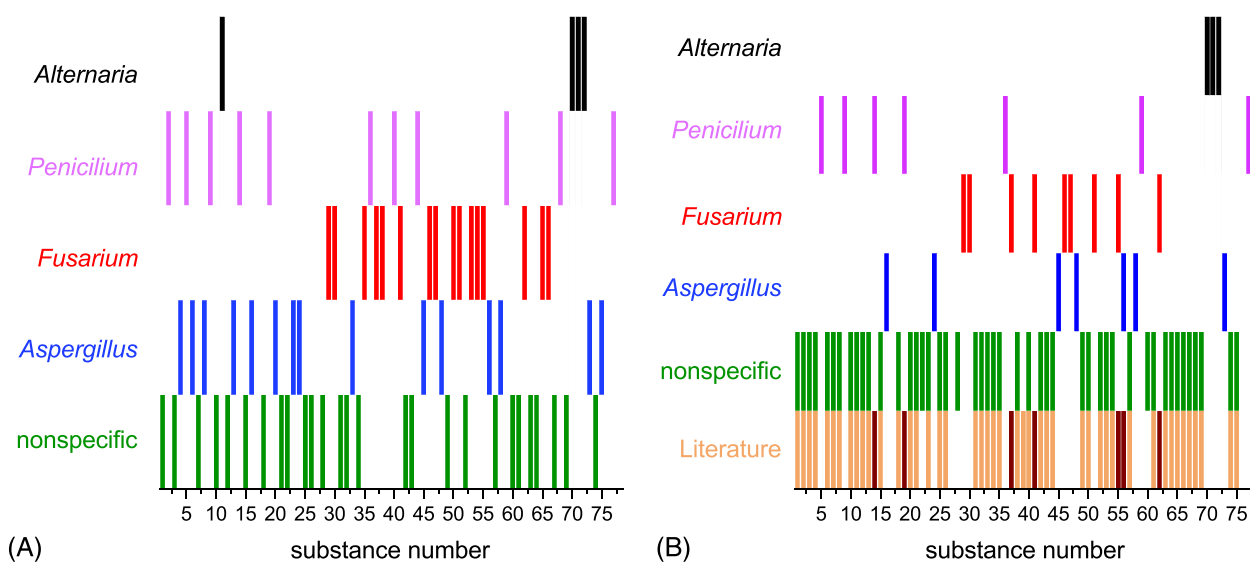 Alternaria
Penicilium
Fusarium
Aspergillus
nonspecific
5 10 15 20 25 30 35 40 45 50 55 60 65 70 75
(A)
substance number
Alternaria
Penicilium
Fusarium
Aspergillus
nonspecific
Literature
5 10 15 20 25 30 35 40 45 50 55 60 65 70 75
(B)
substance number